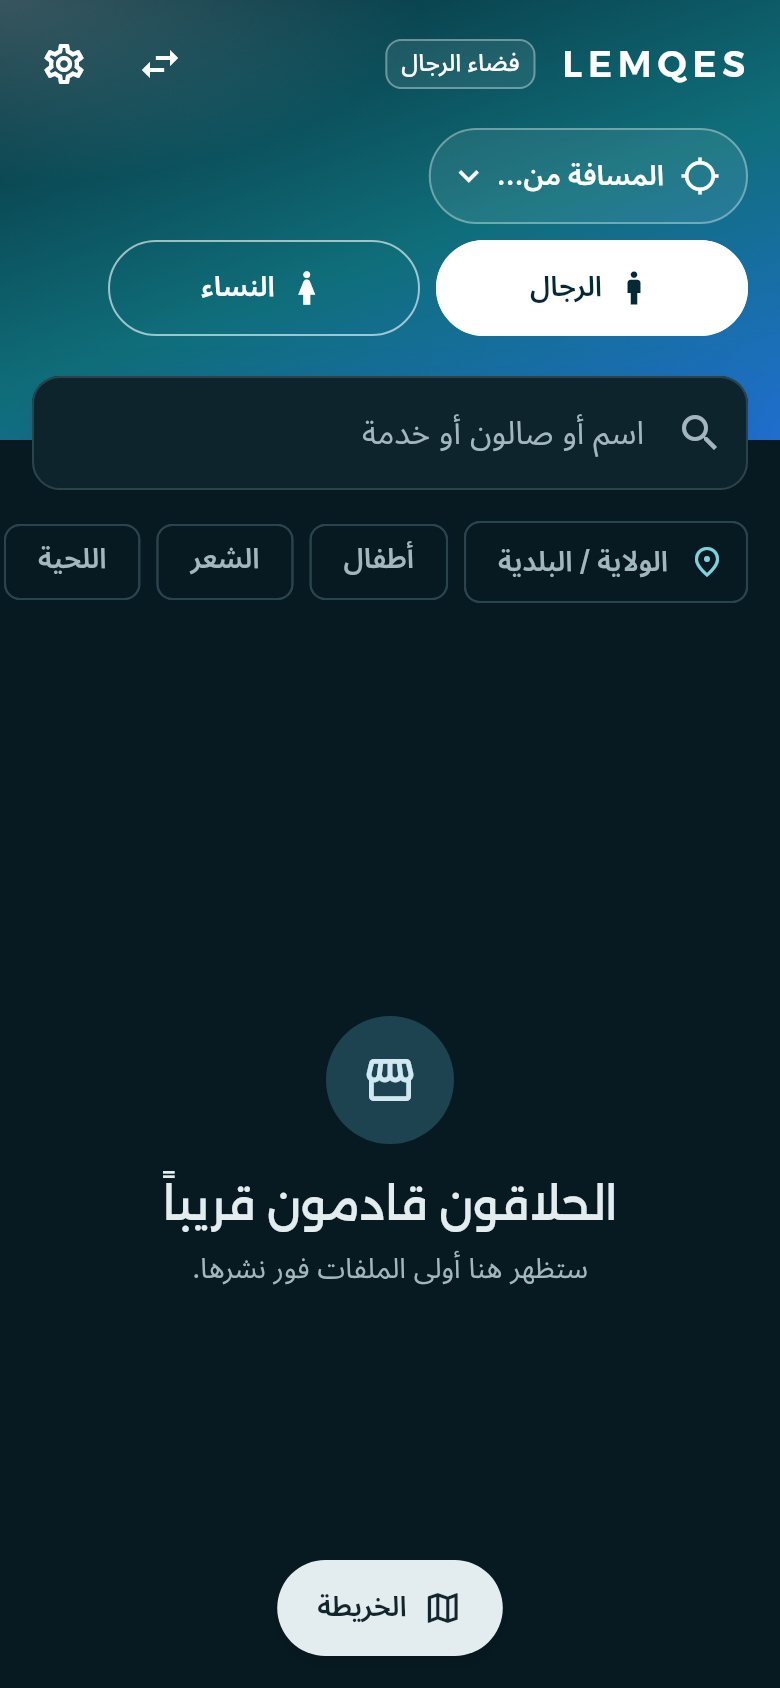 LEMQES
فضاء الرجال
المسافة من...
الرجال
النساء
اسم أو صالون أو خدمة
الولاية / البلدية
أطفال
الشعر
اللحية
الحلاقون قادمون قريباً
ستظهر هنا أولى الملفات فور نشرها.
الخريطة